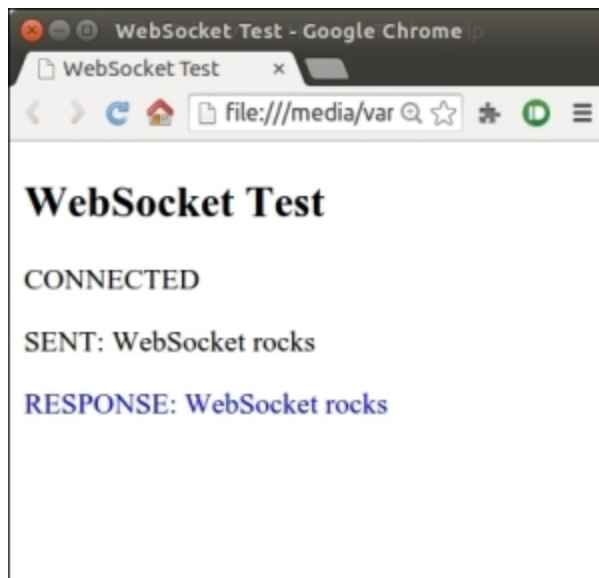 WebSocket Test - Google Chrome
WebSocket Test
file:///media/var
WebSocket Test
CONNECTED
SENT: WebSocket rocks
RESPONSE: WebSocket rocks